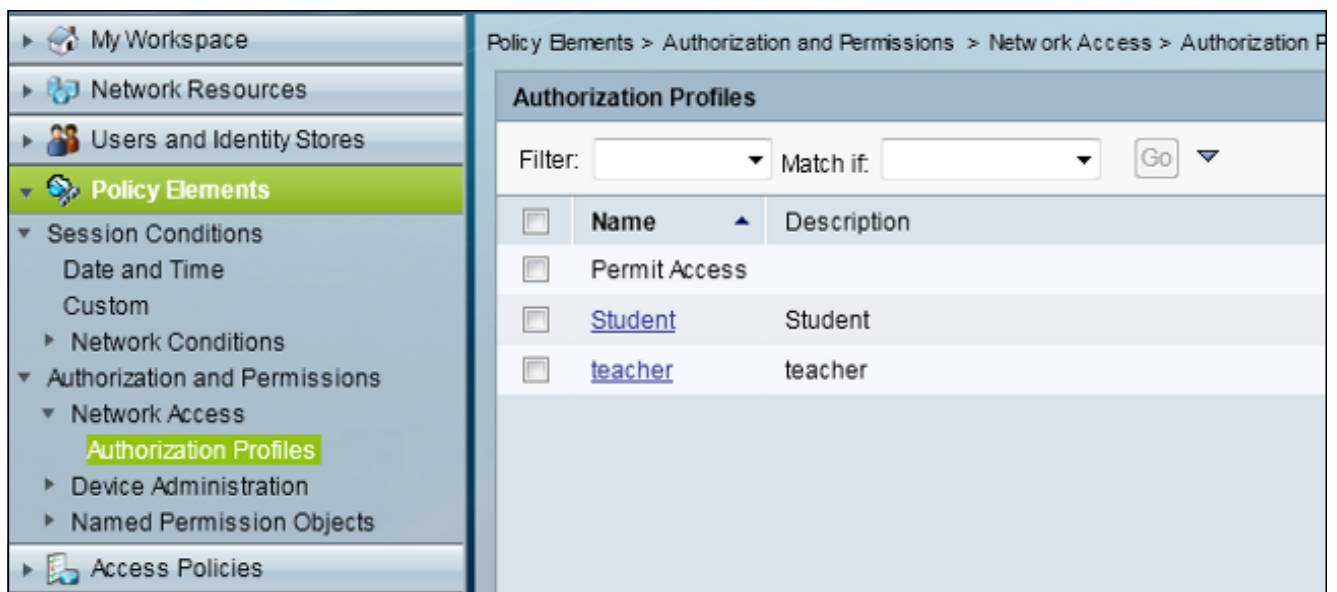 My Workspace
Network Resources
Users and Identity Stores
Policy Elements
Session Conditions
Date and Time
Custom
Network Conditions
Authorization and Permissions
Network Access
Authorization Profiles
Device Administration
Named Permission Objects
Access Policies
Policy Elements > Authorization and Permissions > Network Access > Authorization P
Authorization Profiles
Filter: Match if: Go
Name Description
Permit Access
Student Student
teacher teacher